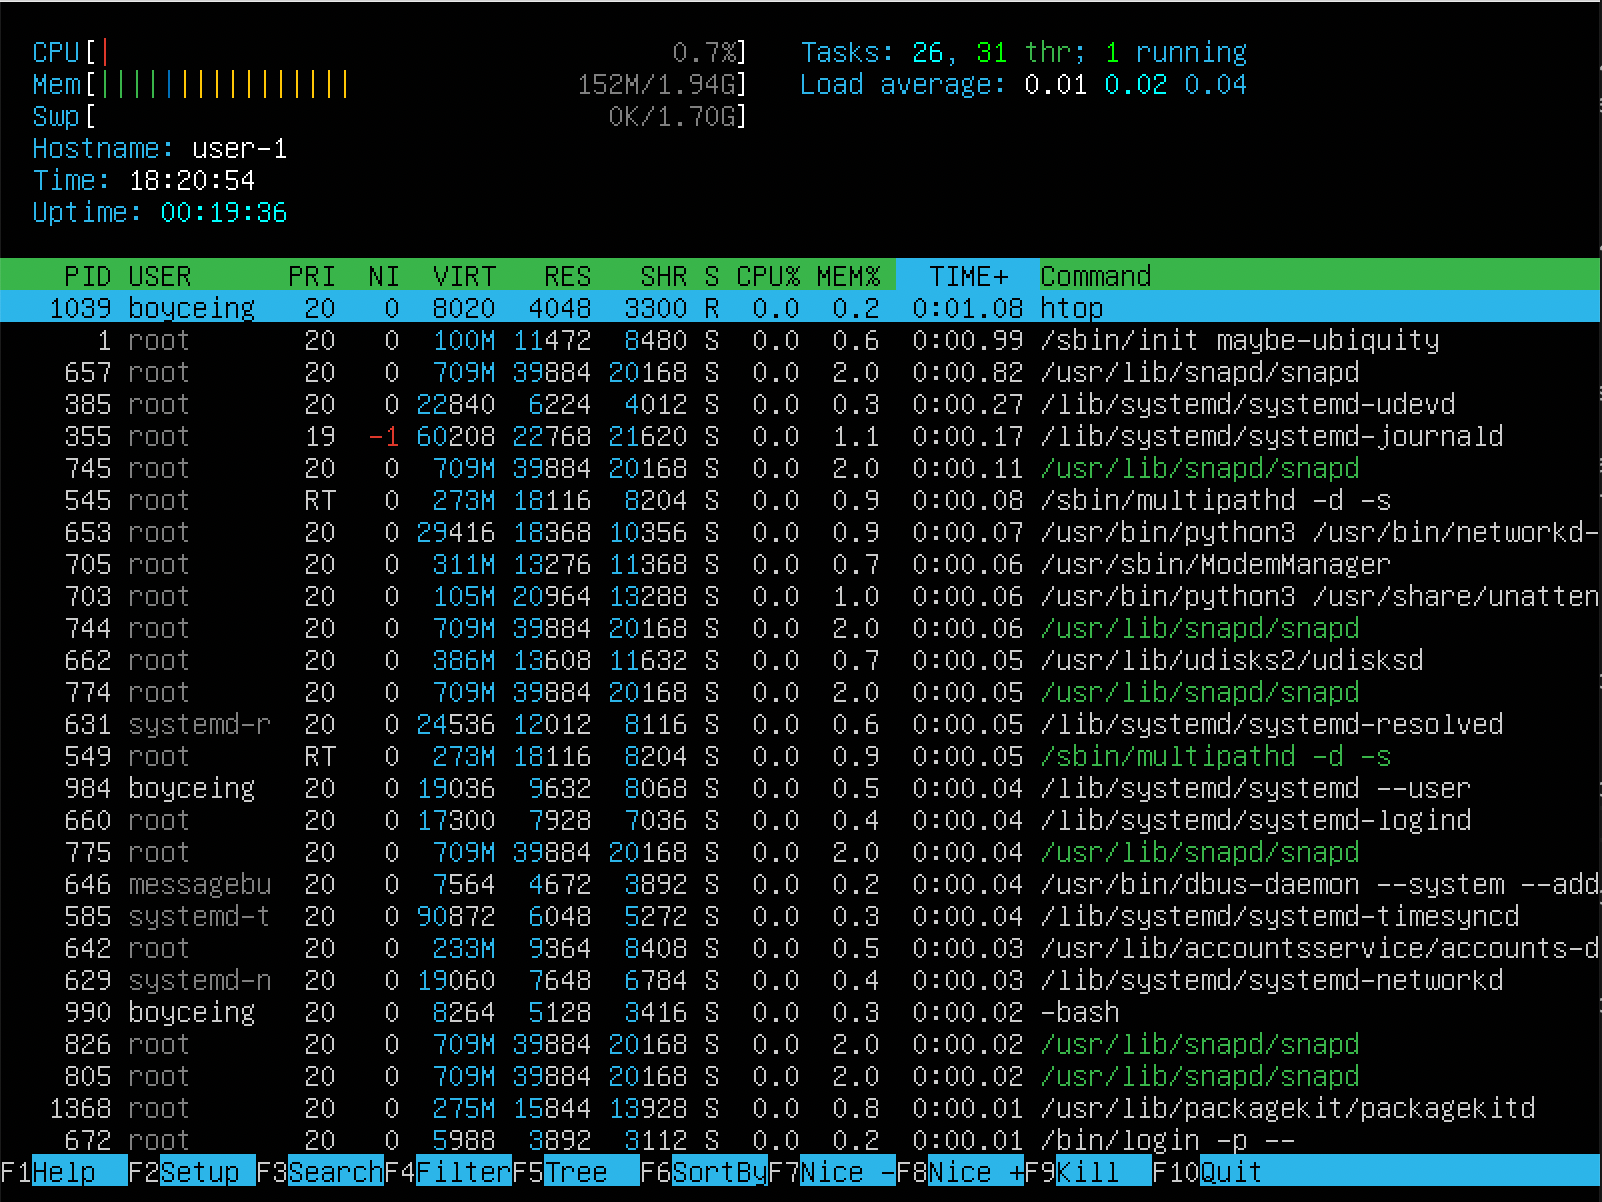 CPU[| 0.7%] Tasks: 26, 31 thr; 1 running
Mem[|||||||||||||||| 152M/1.94G] Load average: 0.01 0.02 0.04
Swp[ 0K/1.70G]
Hostname: user-1
Time: 18:20:54
Uptime: 00:19:36
PID USER PRI NI VIRT RES SHR S CPU% MEM% TIME+ Command
1039 boyceing 20 0 8020 4048 3300 R 0.0 0.2 0:01.08 htop
1 root 20 0 100M 11472 8480 S 0.0 0.6 0:00.99 /sbin/init maybe-ubiquity
657 root 20 0 709M 39884 20168 S 0.0 2.0 0:00.82 /usr/lib/snapd/snapd
385 root 20 0 22840 6224 4012 S 0.0 0.3 0:00.27 /lib/systemd/systemd-udevd
355 root 19 -1 60208 22768 21620 S 0.0 1.1 0:00.17 /lib/systemd/systemd-journald
745 root 20 0 709M 39884 20168 S 0.0 2.0 0:00.11 /usr/lib/snapd/snapd
545 root RT 0 273M 18116 8204 S 0.0 0.9 0:00.08 /sbin/multipathd -d -s
653 root 20 0 29416 18368 10356 S 0.0 0.9 0:00.07 /usr/bin/python3 /usr/bin/networkd-
705 root 20 0 311M 13276 11368 S 0.0 0.7 0:00.06 /usr/sbin/ModemManager
703 root 20 0 105M 20964 13288 S 0.0 1.0 0:00.06 /usr/bin/python3 /usr/share/unatten
744 root 20 0 709M 39884 20168 S 0.0 2.0 0:00.06 /usr/lib/snapd/snapd
662 root 20 0 386M 13608 11632 S 0.0 0.7 0:00.05 /usr/lib/udisks2/udisksd
774 root 20 0 709M 39884 20168 S 0.0 2.0 0:00.05 /usr/lib/snapd/snapd
631 systemd-r 20 0 24536 12012 8116 S 0.0 0.6 0:00.05 /lib/systemd/systemd-resolved
549 root RT 0 273M 18116 8204 S 0.0 0.9 0:00.05 /sbin/multipathd -d -s
984 boyceing 20 0 19036 9632 8068 S 0.0 0.5 0:00.04 /lib/systemd/systemd --user
660 root 20 0 17300 7928 7036 S 0.0 0.4 0:00.04 /lib/systemd/systemd-logind
775 root 20 0 709M 39884 20168 S 0.0 2.0 0:00.04 /usr/lib/snapd/snapd
646 messagebu 20 0 7564 4672 3892 S 0.0 0.2 0:00.04 /usr/bin/dbus-daemon --system --add
585 systemd-t 20 0 90872 6048 5272 S 0.0 0.3 0:00.04 /lib/systemd/systemd-timesyncd
642 root 20 0 233M 9364 8408 S 0.0 0.5 0:00.03 /usr/lib/accountsservice/accounts-d
629 systemd-n 20 0 19060 7648 6784 S 0.0 0.4 0:00.03 /lib/systemd/systemd-networkd
990 boyceing 20 0 8264 5128 3416 S 0.0 0.3 0:00.02 -bash
826 root 20 0 709M 39884 20168 S 0.0 2.0 0:00.02 /usr/lib/snapd/snapd
805 root 20 0 709M 39884 20168 S 0.0 2.0 0:00.02 /usr/lib/snapd/snapd
1368 root 20 0 275M 15844 13928 S 0.0 0.8 0:00.01 /usr/lib/packagekit/packagekitd
672 root 20 0 5988 3892 3112 S 0.0 0.2 0:00.01 /bin/login -p --
F1Help F2Setup F3SearchF4FilterF5Tree F6SortByF7Nice -F8Nice +F9Kill F10Quit